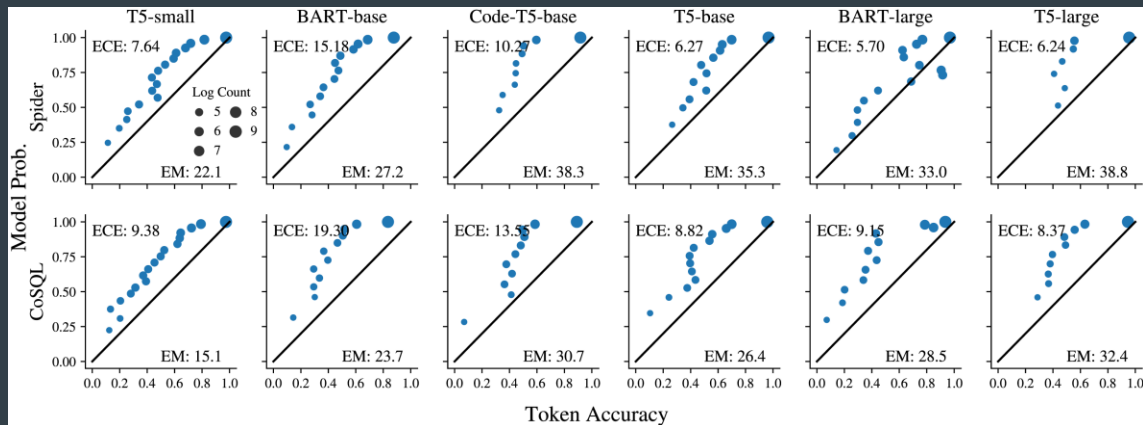 T5-small BART-base Code-T5-base T5-base BART-large T5-large
Model Prob.
Spider
1.00
0.75
0.50
0.25
0.00
ECE: 7.64
Log Count
5 8
6 9
7
EM: 22.1
ECE: 15.18
EM: 27.2
ECE: 10.27
EM: 38.3
ECE: 6.27
EM: 35.3
ECE: 5.70
EM: 33.0
ECE: 6.24
EM: 38.8
CoSQL
1.00
0.75
0.50
0.25
0.00
ECE: 9.38
EM: 15.1
ECE: 19.30
EM: 23.7
ECE: 13.55
EM: 30.7
ECE: 8.82
EM: 26.4
ECE: 9.15
EM: 28.5
ECE: 8.37
EM: 32.4
0.0 0.2 0.4 0.6 0.8 1.0 0.0 0.2 0.4 0.6 0.8 1.0 0.0 0.2 0.4 0.6 0.8 1.0 0.0 0.2 0.4 0.6 0.8 1.0 0.0 0.2 0.4 0.6 0.8 1.0 0.0 0.2 0.4 0.6 0.8 1.0
Token Accuracy